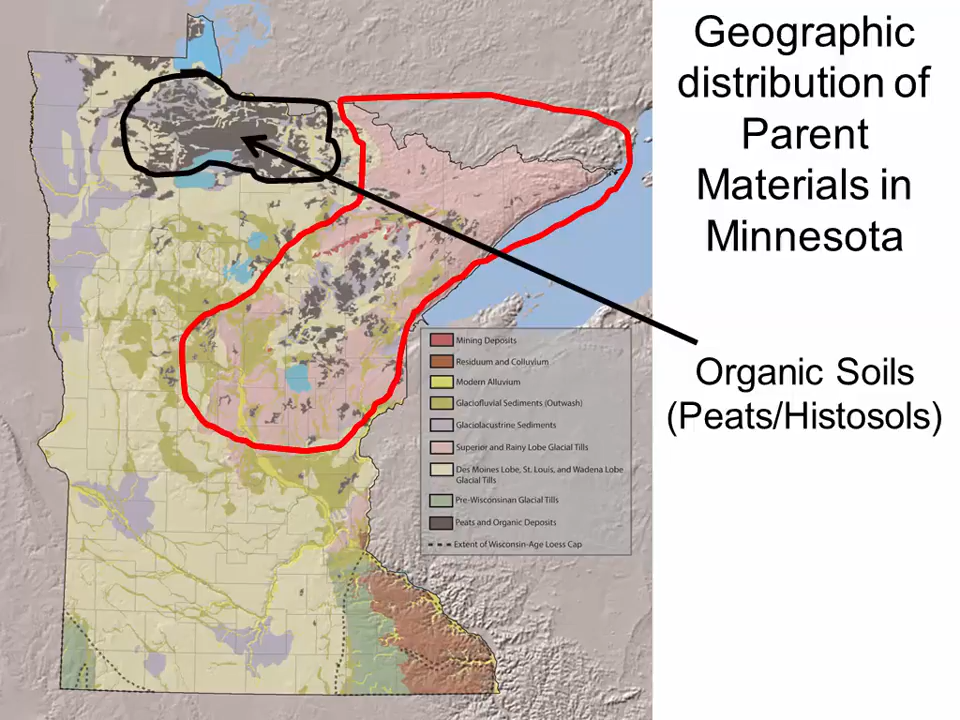 Geographic
distribution of
Parent
Materials in
Minnesota
Organic Soils
(Peats/Histosols)
Mining Deposits
Residuum and Colluvium
Modern Alluvium
Glaciofluvial Sediments (Outwash)
Glaciolacustrine Sediments
Superior and Rainy Lobe Glacial Tills
Des Moines Lobe, St. Louis, and Wadena Lobe
Glacial Tills
Pre-Wisconsinan Glacial Tills
Peats and Organic Deposits
Extent of Wisconsin-Age Loess Cap